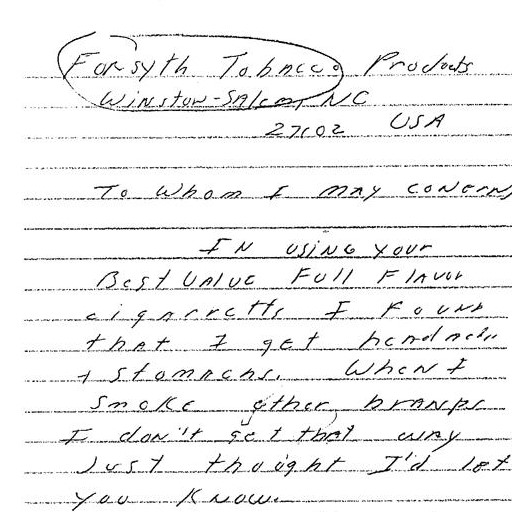 Forsyth Tobacco Products
Winston-Salem, NC
27102 USA
To Whom I may concern,
In using your
Best Value Full Flavor
cigaretts I Found
that I get headache
+ stomachs. When I
smoke other brands
I don't get that way
Just thought I'd let
you know.